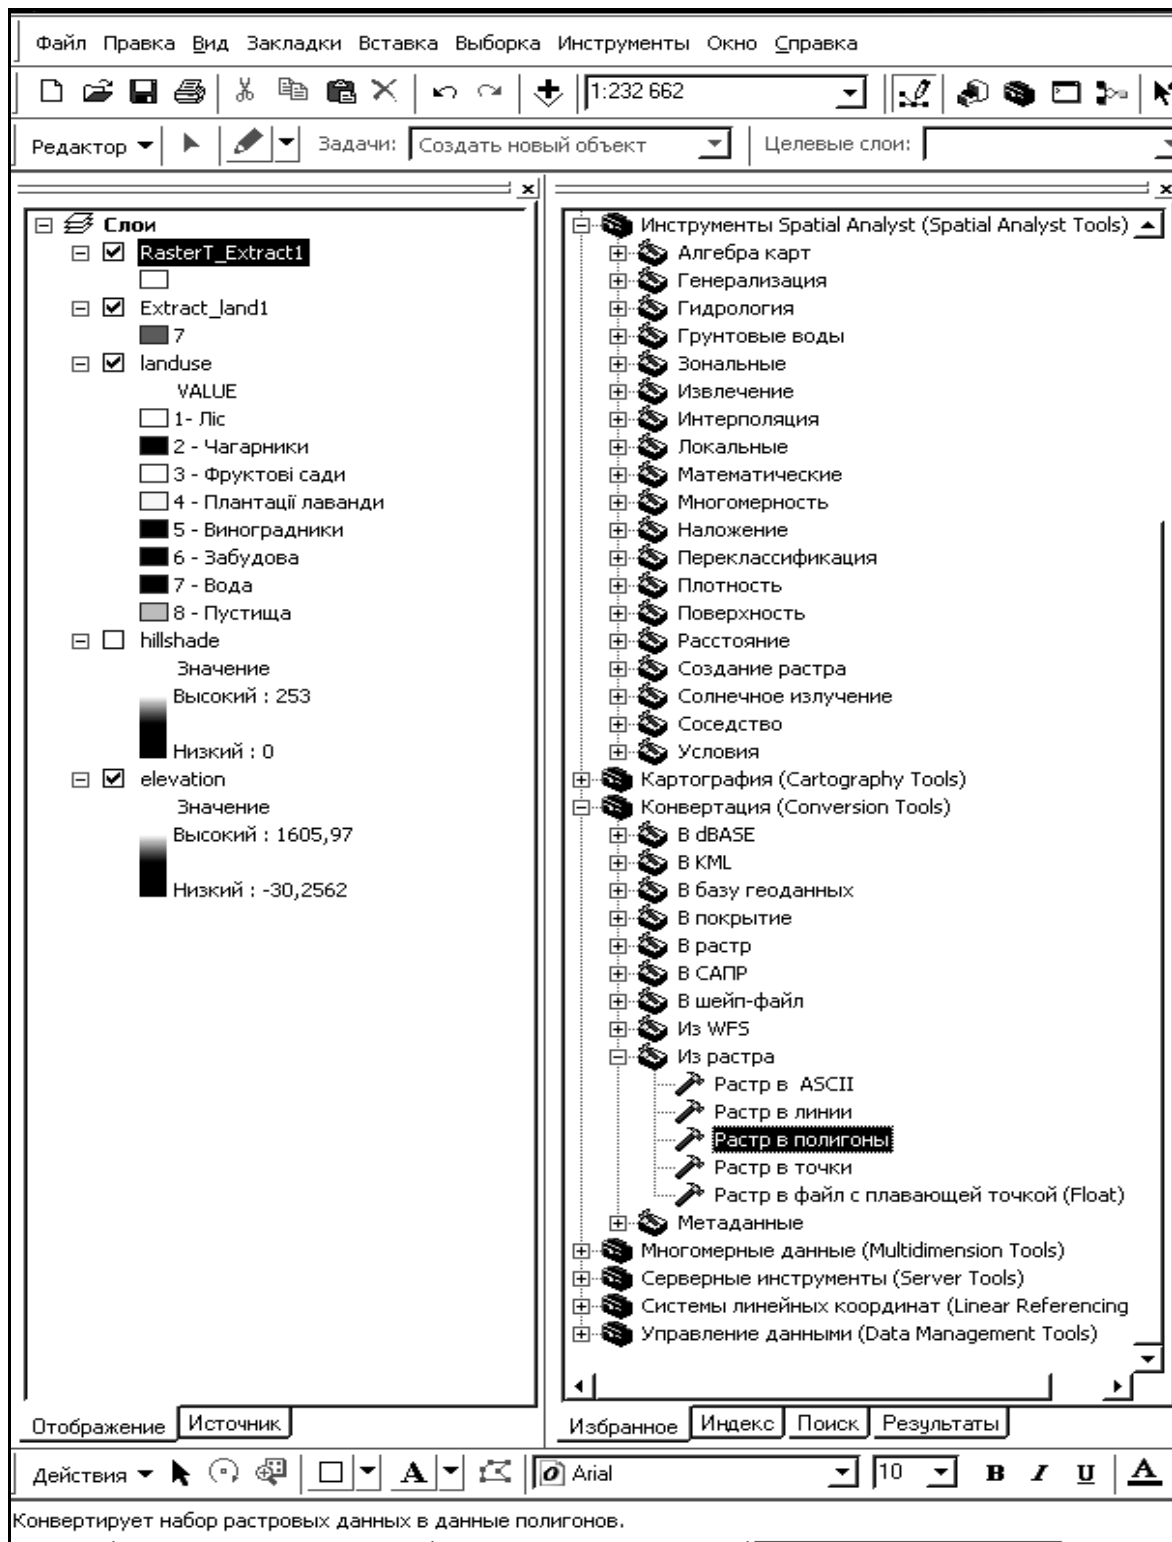 Файл Правка Вид Закладки Вставка Выборка Инструменты Окно Справка
1:232 662
Редактор Задачи: Создать новый объект Целевые слои:
Слои
RasterT_Extract1
Extract_land1
7
landuse
VALUE
1- Ліс
2 - Чагарники
3 - Фруктові сади
4 - Плантації лаванди
5 - Виноградники
6 - Забудова
7 - Вода
8 - Пустища
hillshade
Значение
Высокий : 253
Низкий : 0
elevation
Значение
Высокий : 1605,97
Низкий : -30,2562
Отображение Источник
Инструменты Spatial Analyst (Spatial Analyst Tools)
Алгебра карт
Генерализация
Гидрология
Грунтовые воды
Зональные
Извлечение
Интерполяция
Локальные
Математические
Многомерность
Наложение
Переклассификация
Плотность
Поверхность
Расстояние
Создание растра
Солнечное излучение
Соседство
Условия
Картография (Cartography Tools)
Конвертация (Conversion Tools)
В dBASE
В KML
В базу геоданных
В покрытие
В растр
В САПР
В шейп-файл
Из WFS
Из растра
Растр в ASCII
Растр в линии
Растр в полигоны
Растр в точки
Растр в файл с плавающей точкой (Float)
Метаданные
Многомерные данные (Multidimension Tools)
Серверные инструменты (Server Tools)
Системы линейных координат (Linear Referencing
Управление данными (Data Management Tools)
Избранное Индекс Поиск Результаты
Действия A Arial 10 B I U A
Конвертирует набор растровых данных в данные полигонов.